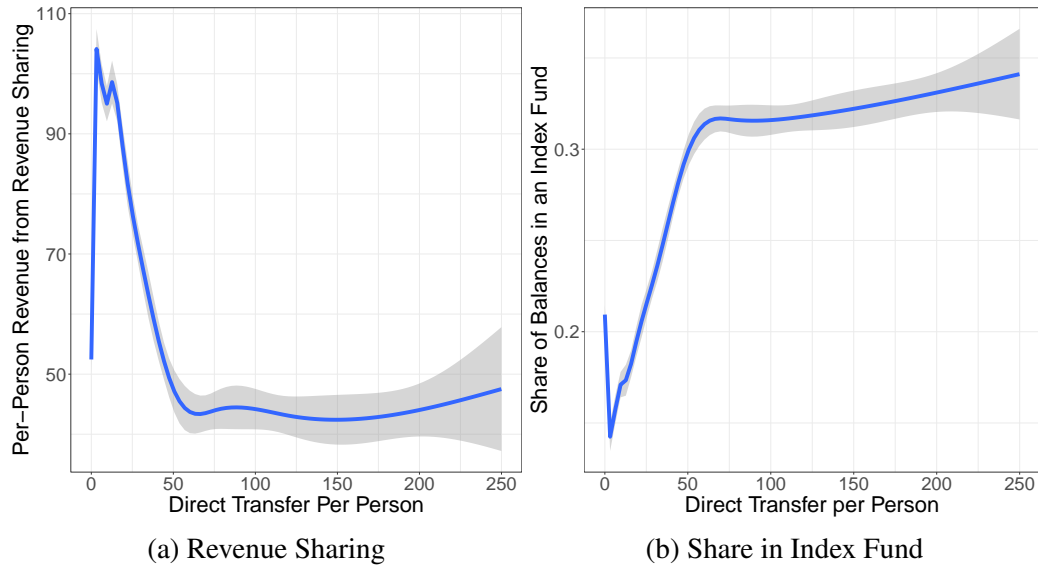 110
90
70
50
Per−Person Revenue from Revenue Sharing
0 50 100 150 200 250
Direct Transfer Per Person
(a) Revenue Sharing
0.3
0.2
Share of Balances in an Index Fund
0 50 100 150 200 250
Direct Transfer per Person
(b) Share in Index Fund